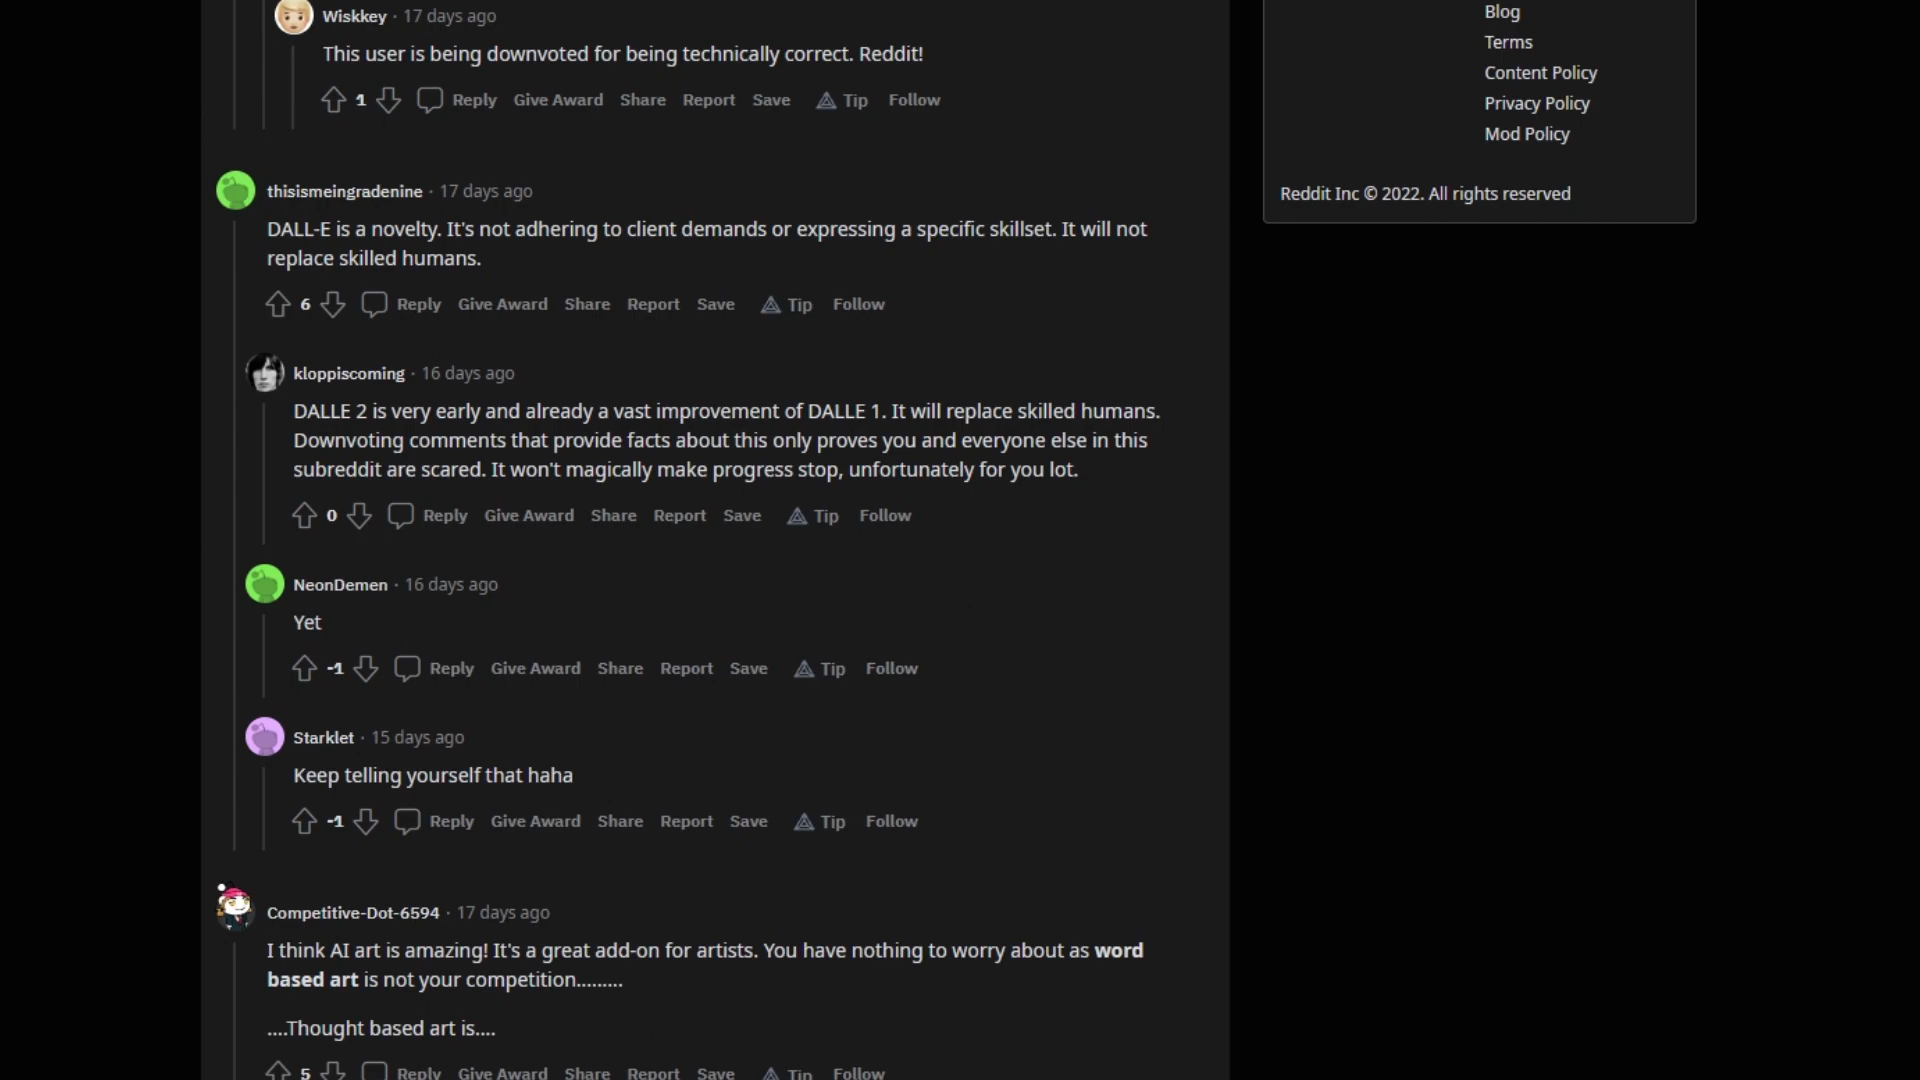 Wiskkey · 17 days ago
This user is being downvoted for being technically correct. Reddit!
1 Reply Give Award Share Report Save Tip Follow
thisismeingradenine · 17 days ago
DALL-E is a novelty. It's not adhering to client demands or expressing a specific skillset. It will not
replace skilled humans.
6 Reply Give Award Share Report Save Tip Follow
kloppiscoming · 16 days ago
DALLE 2 is very early and already a vast improvement of DALLE 1. It will replace skilled humans.
Downvoting comments that provide facts about this only proves you and everyone else in this
subreddit are scared. It won't magically make progress stop, unfortunately for you lot.
0 Reply Give Award Share Report Save Tip Follow
NeonDemen · 16 days ago
Yet
-1 Reply Give Award Share Report Save Tip Follow
Starklet · 15 days ago
Keep telling yourself that haha
-1 Reply Give Award Share Report Save Tip Follow
Competitive-Dot-6594 · 17 days ago
I think AI art is amazing! It's a great add-on for artists. You have nothing to worry about as word
based art is not your competition.........
....Thought based art is....
5 Reply Give Award Share Report Save Tip Follow
Blog
Terms
Content Policy
Privacy Policy
Mod Policy
Reddit Inc © 2022. All rights reserved